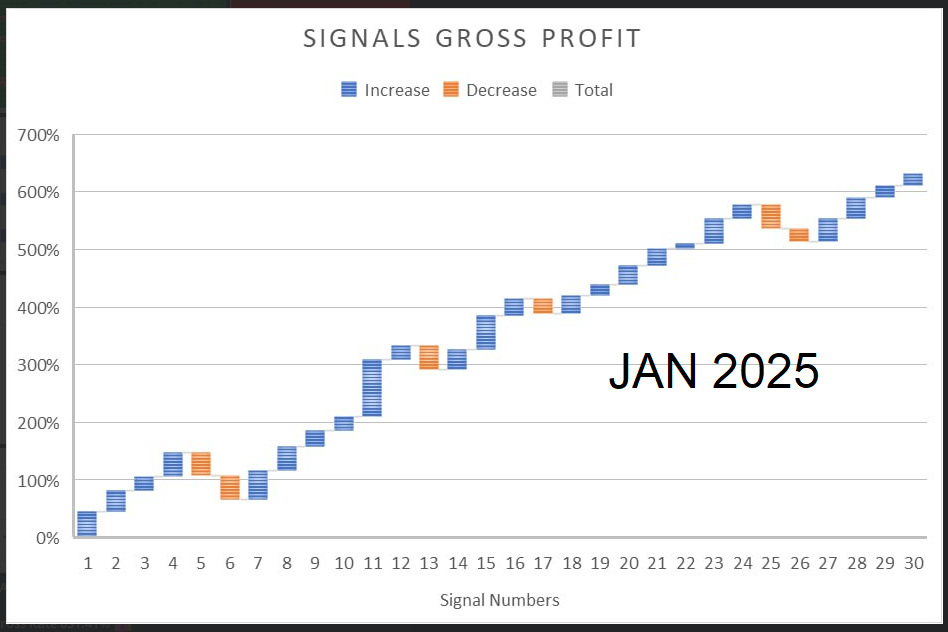 SIGNALS GROSS PROFIT
Increase Decrease Total
700%
600%
500%
400%
300%
200%
100%
0%
JAN 2025
1 2 3 4 5 6 7 8 9 10 11 12 13 14 15 16 17 18 19 20 21 22 23 24 25 26 27 28 29 30
Signal Numbers